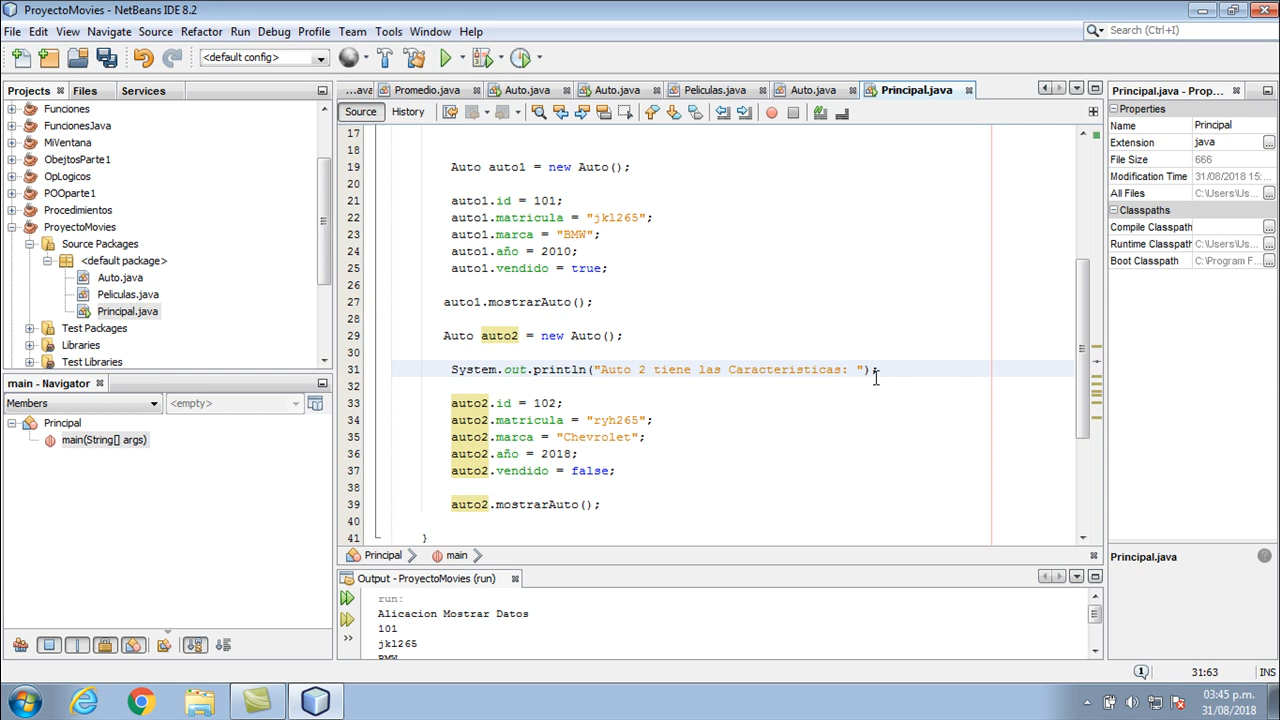 ProyectoMovies - NetBeans IDE 8.2
File Edit View Navigate Source Refactor Run Debug Profile Team Tools Window Help
Search (Ctrl+I)
<default config>
Projects Files Services
...ava Promedio.java Auto.java Auto.java Peliculas.java Auto.java Principal.java
Principal.java - Prop...
Source History
Funciones
FuncionesJava
MiVentana
ObejtosParte1
OpLogicos
POOparte1
Procedimientos
ProyectoMovies
Source Packages
<default package>
Auto.java
Peliculas.java
Principal.java
Test Packages
Libraries
Test Libraries
main - Navigator
Members <empty>
Principal
main(String[] args)
17
18
19 Auto auto1 = new Auto();
20
21 auto1.id = 101;
22 auto1.matricula = "jkl265";
23 auto1.marca = "BMW";
24 auto1.año = 2010;
25 auto1.vendido = true;
26
27 auto1.mostrarAuto();
28
29 Auto auto2 = new Auto();
30
31 System.out.println("Auto 2 tiene las Caracteristicas: ");
32
33 auto2.id = 102;
34 auto2.matricula = "ryh265";
35 auto2.marca = "Chevrolet";
36 auto2.año = 2018;
37 auto2.vendido = false;
38
39 auto2.mostrarAuto();
40
41 }
Principal main
Output - ProyectoMovies (run)
run:
Alicacion Mostrar Datos
101
jkl265
BMW
Properties
Name Principal
Extension java
File Size 666
Modification Time 31/08/2018 15:...
All Files C:\Users\Us...
Classpaths
Compile Classpath
Runtime Classpath C:\Users\Us...
Boot Classpath C:\Program F...
Principal.java
1 31:63 INS
03:45 p.m.
31/08/2018